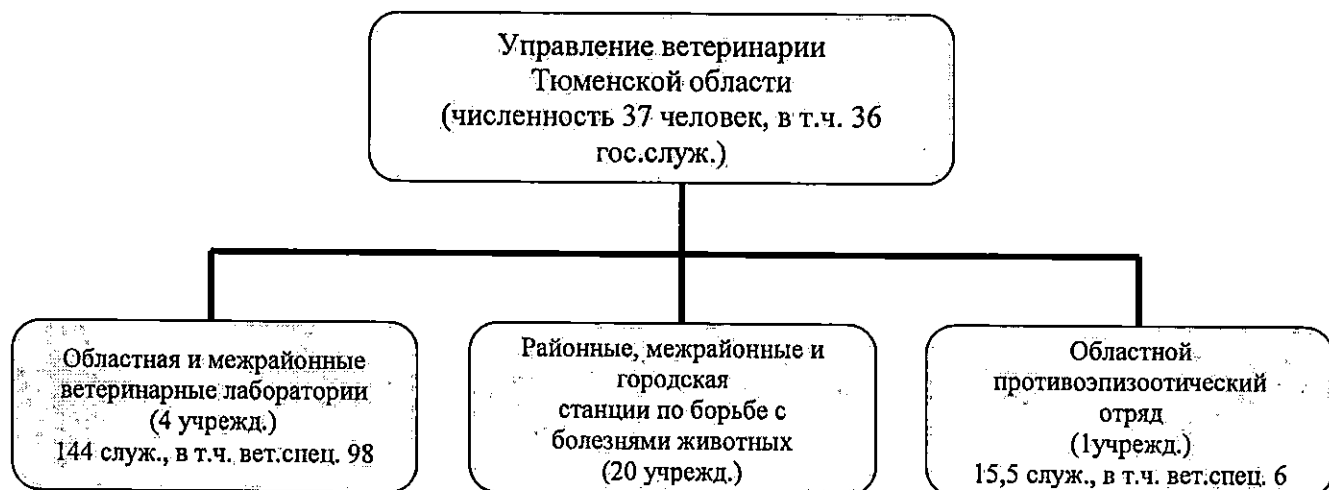 Управление ветеринарии
Тюменской области
(численность 37 человек, в т.ч. 36
гос.служ.)
Областная и межрайонные
ветеринарные лаборатории
(4 учрежд.)
144 служ., в т.ч. вет.спец. 98
Районные, межрайонные и
городская
станции по борьбе с
болезнями животных
(20 учрежд.)
Областной
противоэпизоотический
отряд
(1учрежд.)
15,5 служ., в т.ч. вет.спец. 6